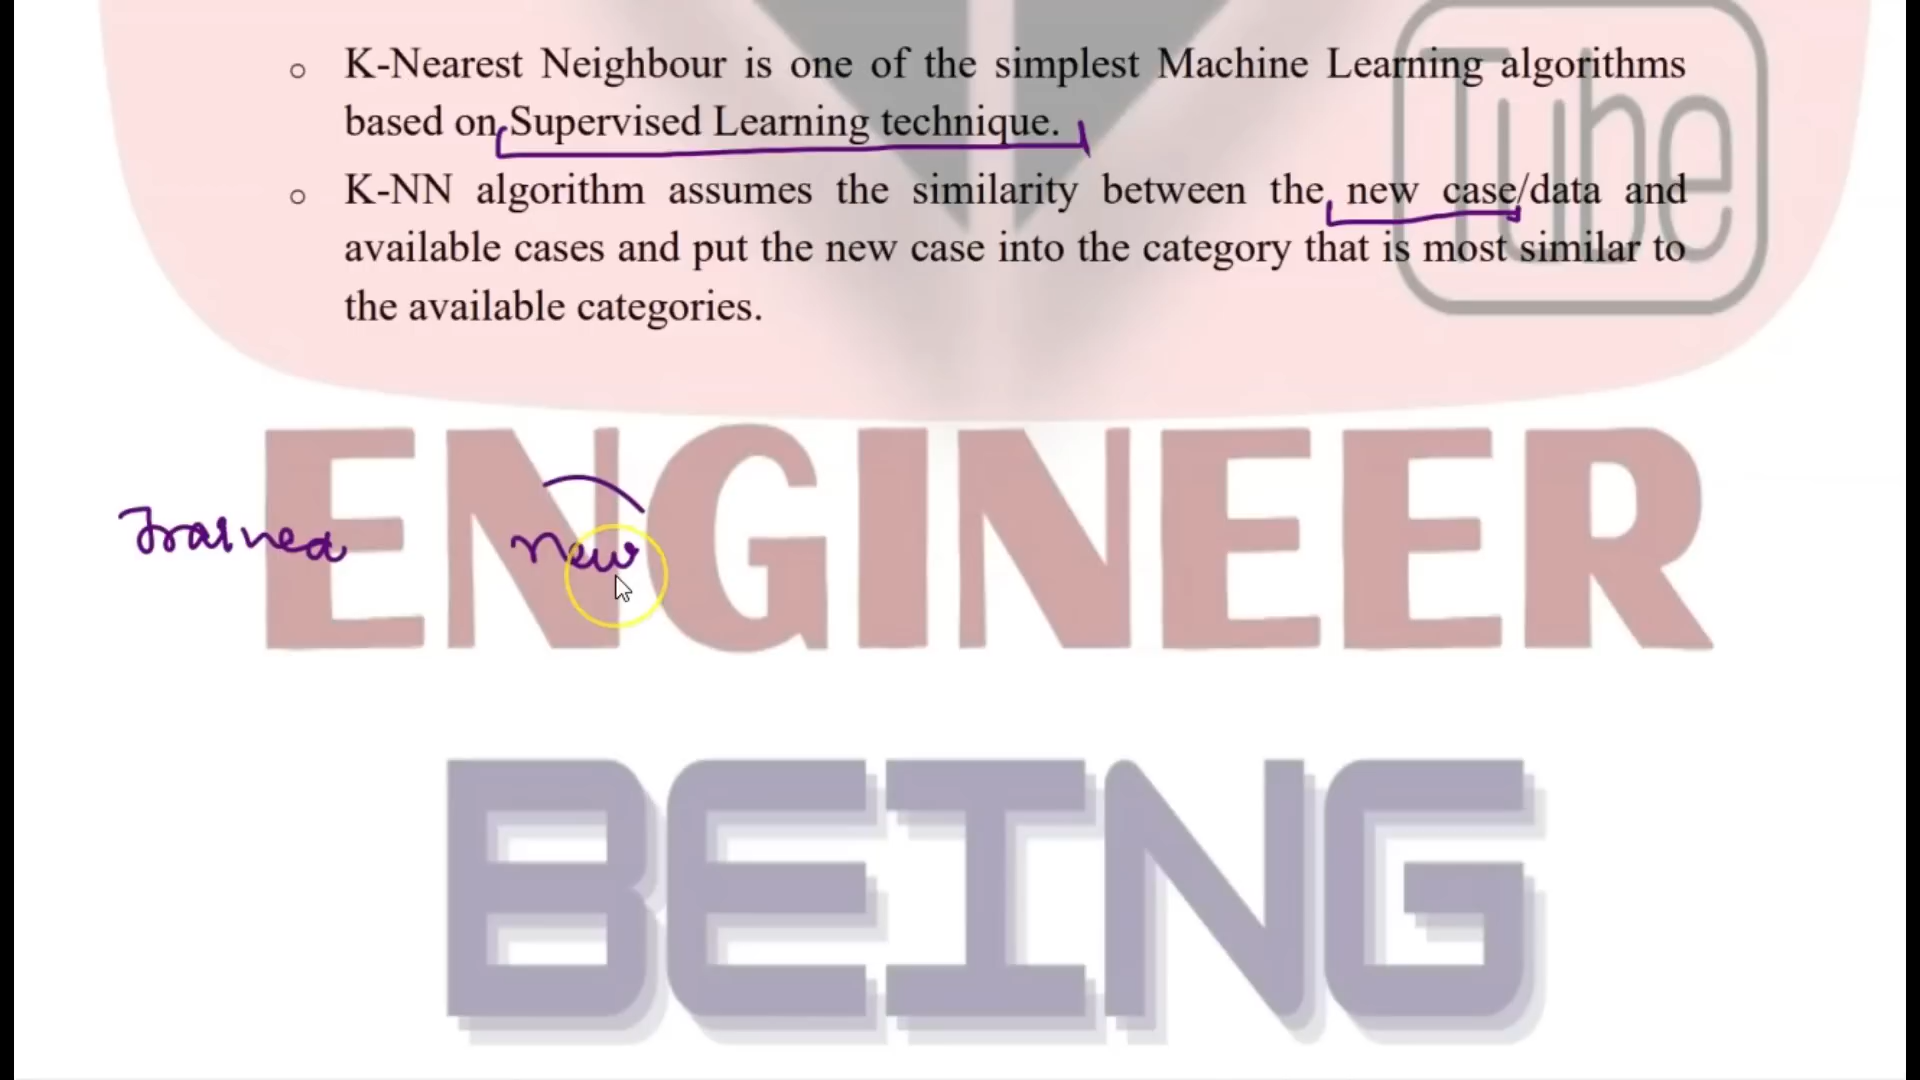 K-Nearest Neighbour is one of the simplest Machine Learning algorithms
based on Supervised Learning technique.
K-NN algorithm assumes the similarity between the new case/data and
available cases and put the new case into the category that is most similar to
the available categories.
Tube
Trained new
ENGINEER
BEING